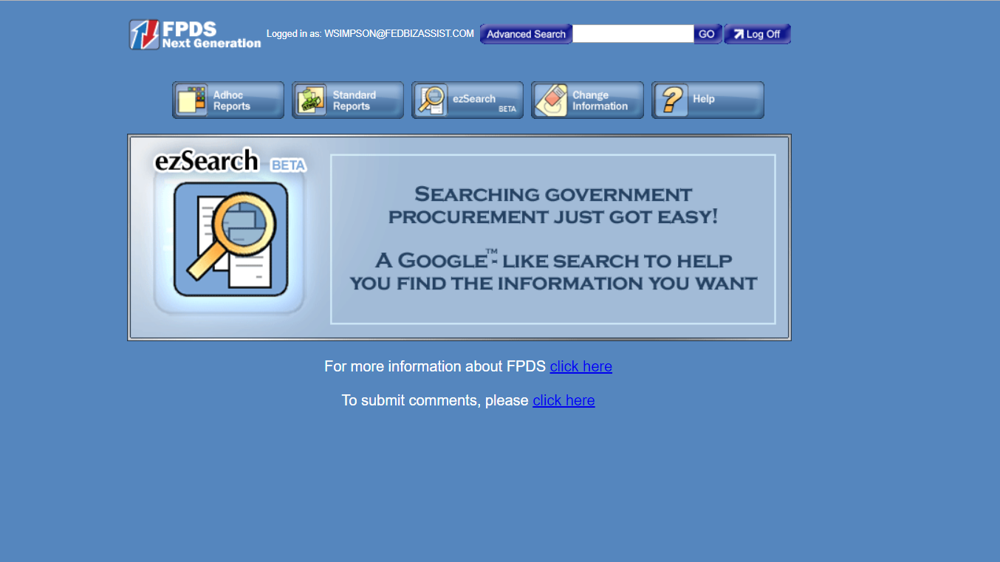 FPDS
Next Generation
Logged in as: WSIMPSON@FEDBIZASSIST.COM
Advanced Search
GO
Log Off
Adhoc
Reports
Standard
Reports
ezSearch
BETA
Change
Information
Help
ezSearch BETA
SEARCHING GOVERNMENT
PROCUREMENT JUST GOT EASY!
A GOOGLE™- LIKE SEARCH TO HELP
YOU FIND THE INFORMATION YOU WANT
For more information about FPDS click here
To submit comments, please click here